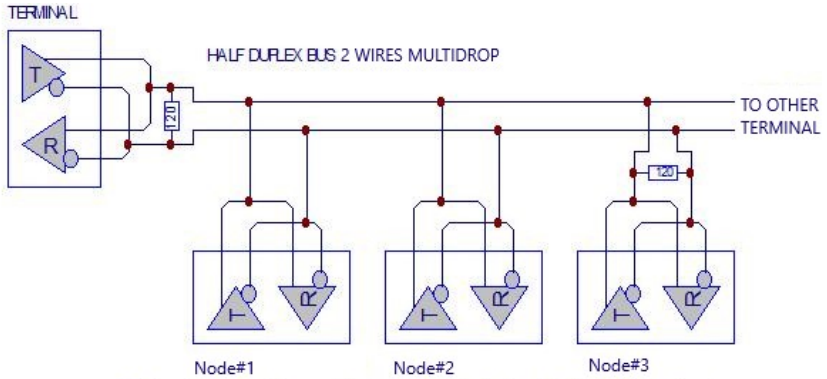 TERMINAL
HALF DUPLEX BUS 2 WIRES MULTIDROP
T
120
TO OTHER
TERMINAL
R
120
T
R
T
R
T
R
Node#1
Node#2
Node#3